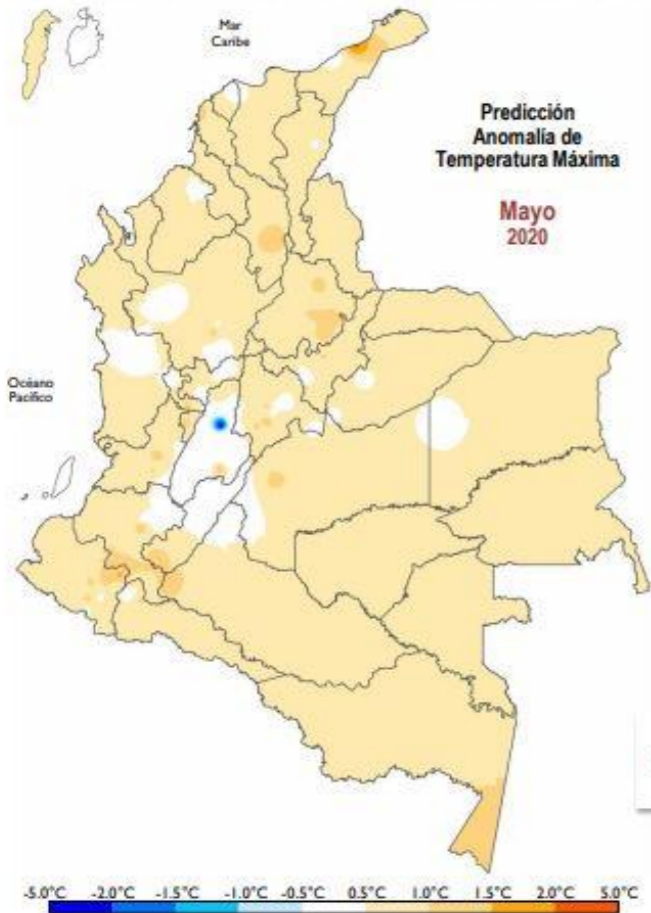 Mar
Caribe
Predicción
Anomalía de
Temperatura Máxima
Mayo
2020
Océano
Pacífico
-5.0°C -2.0°C -1.5°C -1.0°C -0.5°C 0.5°C 1.0°C 1.5°C 2.0°C 5.0°C